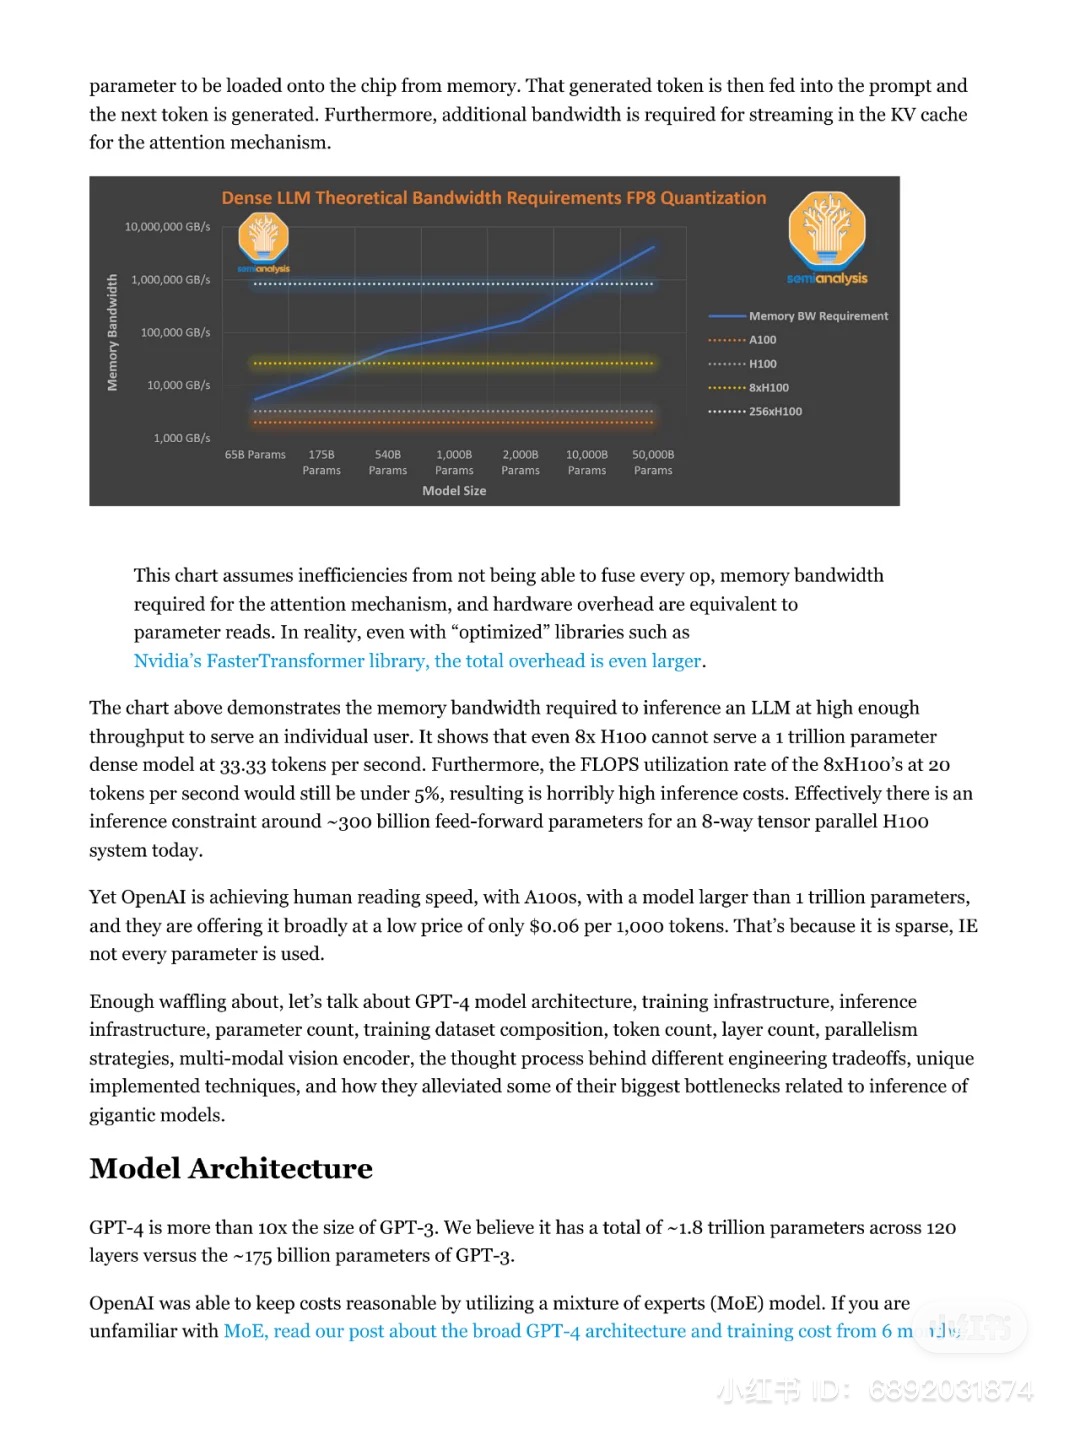 parameter to be loaded onto the chip from memory. That generated token is then fed into the prompt and
the next token is generated. Furthermore, additional bandwidth is required for streaming in the KV cache
for the attention mechanism.
Dense LLM Theoretical Bandwidth Requirements FP8 Quantization
semianalysis
semianalysis
Memory Bandwidth
10,000,000 GB/s
1,000,000 GB/s
100,000 GB/s
10,000 GB/s
1,000 GB/s
65B Params
175B Params
540B Params
1,000B Params
2,000B Params
10,000B Params
50,000B Params
Model Size
Memory BW Requirement
A100
H100
8xH100
256xH100
This chart assumes inefficiencies from not being able to fuse every op, memory bandwidth
required for the attention mechanism, and hardware overhead are equivalent to
parameter reads. In reality, even with “optimized” libraries such as
Nvidia’s FasterTransformer library, the total overhead is even larger.
The chart above demonstrates the memory bandwidth required to inference an LLM at high enough
throughput to serve an individual user. It shows that even 8x H100 cannot serve a 1 trillion parameter
dense model at 33.33 tokens per second. Furthermore, the FLOPS utilization rate of the 8xH100’s at 20
tokens per second would still be under 5%, resulting is horribly high inference costs. Effectively there is an
inference constraint around ~300 billion feed-forward parameters for an 8-way tensor parallel H100
system today.
Yet OpenAI is achieving human reading speed, with A100s, with a model larger than 1 trillion parameters,
and they are offering it broadly at a low price of only $0.06 per 1,000 tokens. That’s because it is sparse, IE
not every parameter is used.
Enough waffling about, let’s talk about GPT-4 model architecture, training infrastructure, inference
infrastructure, parameter count, training dataset composition, token count, layer count, parallelism
strategies, multi-modal vision encoder, the thought process behind different engineering tradeoffs, unique
implemented techniques, and how they alleviated some of their biggest bottlenecks related to inference of
gigantic models.
Model Architecture
GPT-4 is more than 10x the size of GPT-3. We believe it has a total of ~1.8 trillion parameters across 120
layers versus the ~175 billion parameters of GPT-3.
OpenAI was able to keep costs reasonable by utilizing a mixture of experts (MoE) model. If you are
unfamiliar with MoE, read our post about the broad GPT-4 architecture and training cost from 6
小红书
小红书 ID: 6892031874